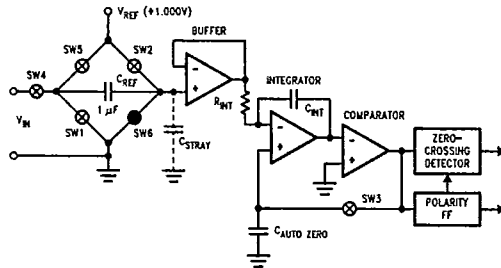 VREF (+1.000V)
BUFFER
SW5
SW2
SW4
CREF
1 µF
VIN
SW1
SW6
CSTRAY
RINT
INTEGRATOR
CINT
COMPARATOR
ZERO-
CROSSING
DETECTOR
SW3
POLARITY
FF
CAUTO ZERO